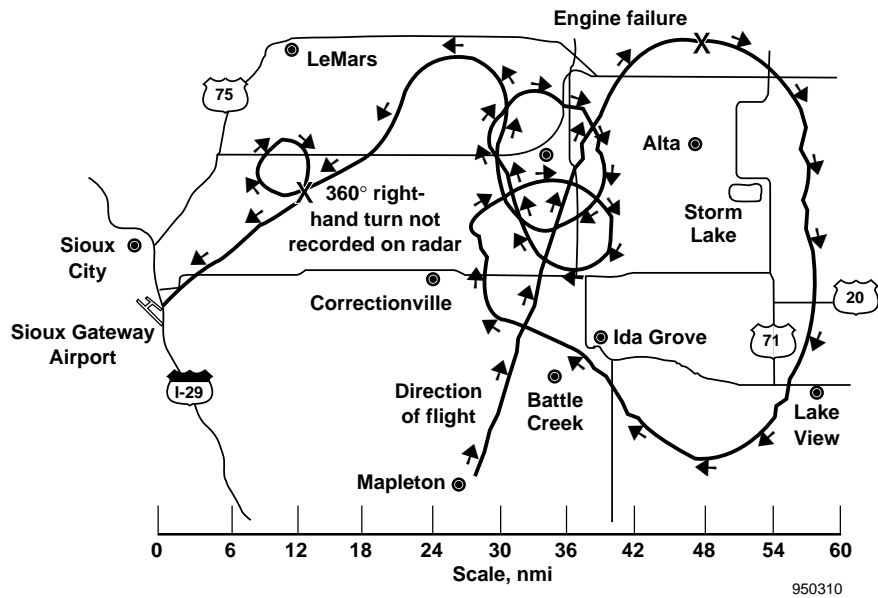 Engine failure
X
LeMars
75
Alta
X
360° right-
hand turn not
recorded on radar
Storm
Lake
Sioux
City
Correctionville
20
Sioux Gateway
Airport
Ida Grove
71
I-29
Direction
of flight
Battle
Creek
Lake
View
Mapleton
0 6 12 18 24 30 36 42 48 54 60
Scale, nmi
950310